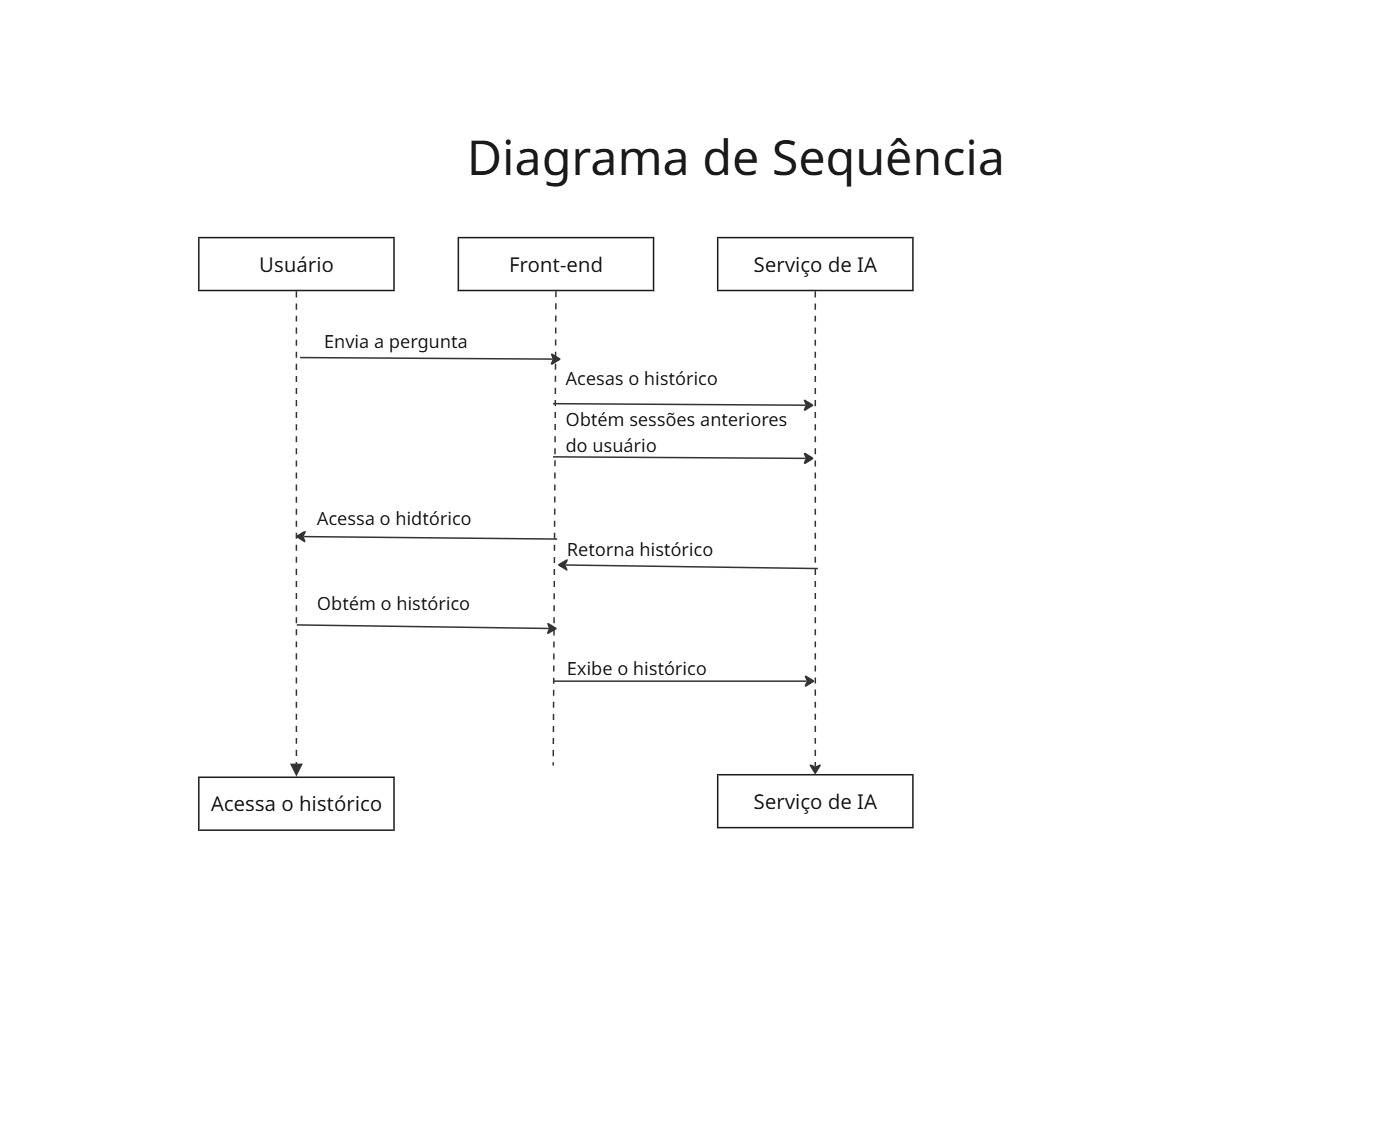 Diagrama de Sequência
Usuário
Front-end
Serviço de IA
Envia a pergunta
Acesas o histórico
Obtém sessões anteriores
do usuário
Acessa o hidtórico
Retorna histórico
Obtém o histórico
Exibe o histórico
Acessa o histórico
Serviço de IA